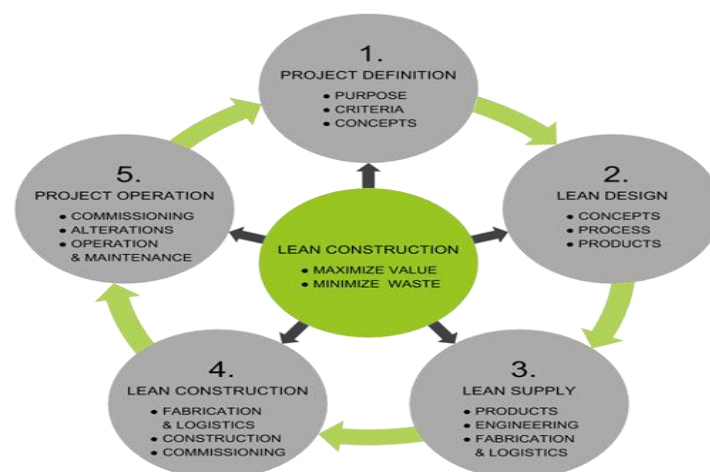 1.
PROJECT DEFINITION
● PURPOSE
● CRITERIA
● CONCEPTS
2.
LEAN DESIGN
● CONCEPTS
● PROCESS
● PRODUCTS
3.
LEAN SUPPLY
● PRODUCTS
● ENGINEERING
● FABRICATION
& LOGISTICS
4.
LEAN CONSTRUCTION
● FABRICATION
& LOGISTICS
● CONSTRUCTION
● COMMISSIONING
5.
PROJECT OPERATION
● COMMISSIONING
● ALTERATIONS
● OPERATION
& MAINTENANCE
LEAN CONSTRUCTION
● MAXIMIZE VALUE
● MINIMIZE WASTE